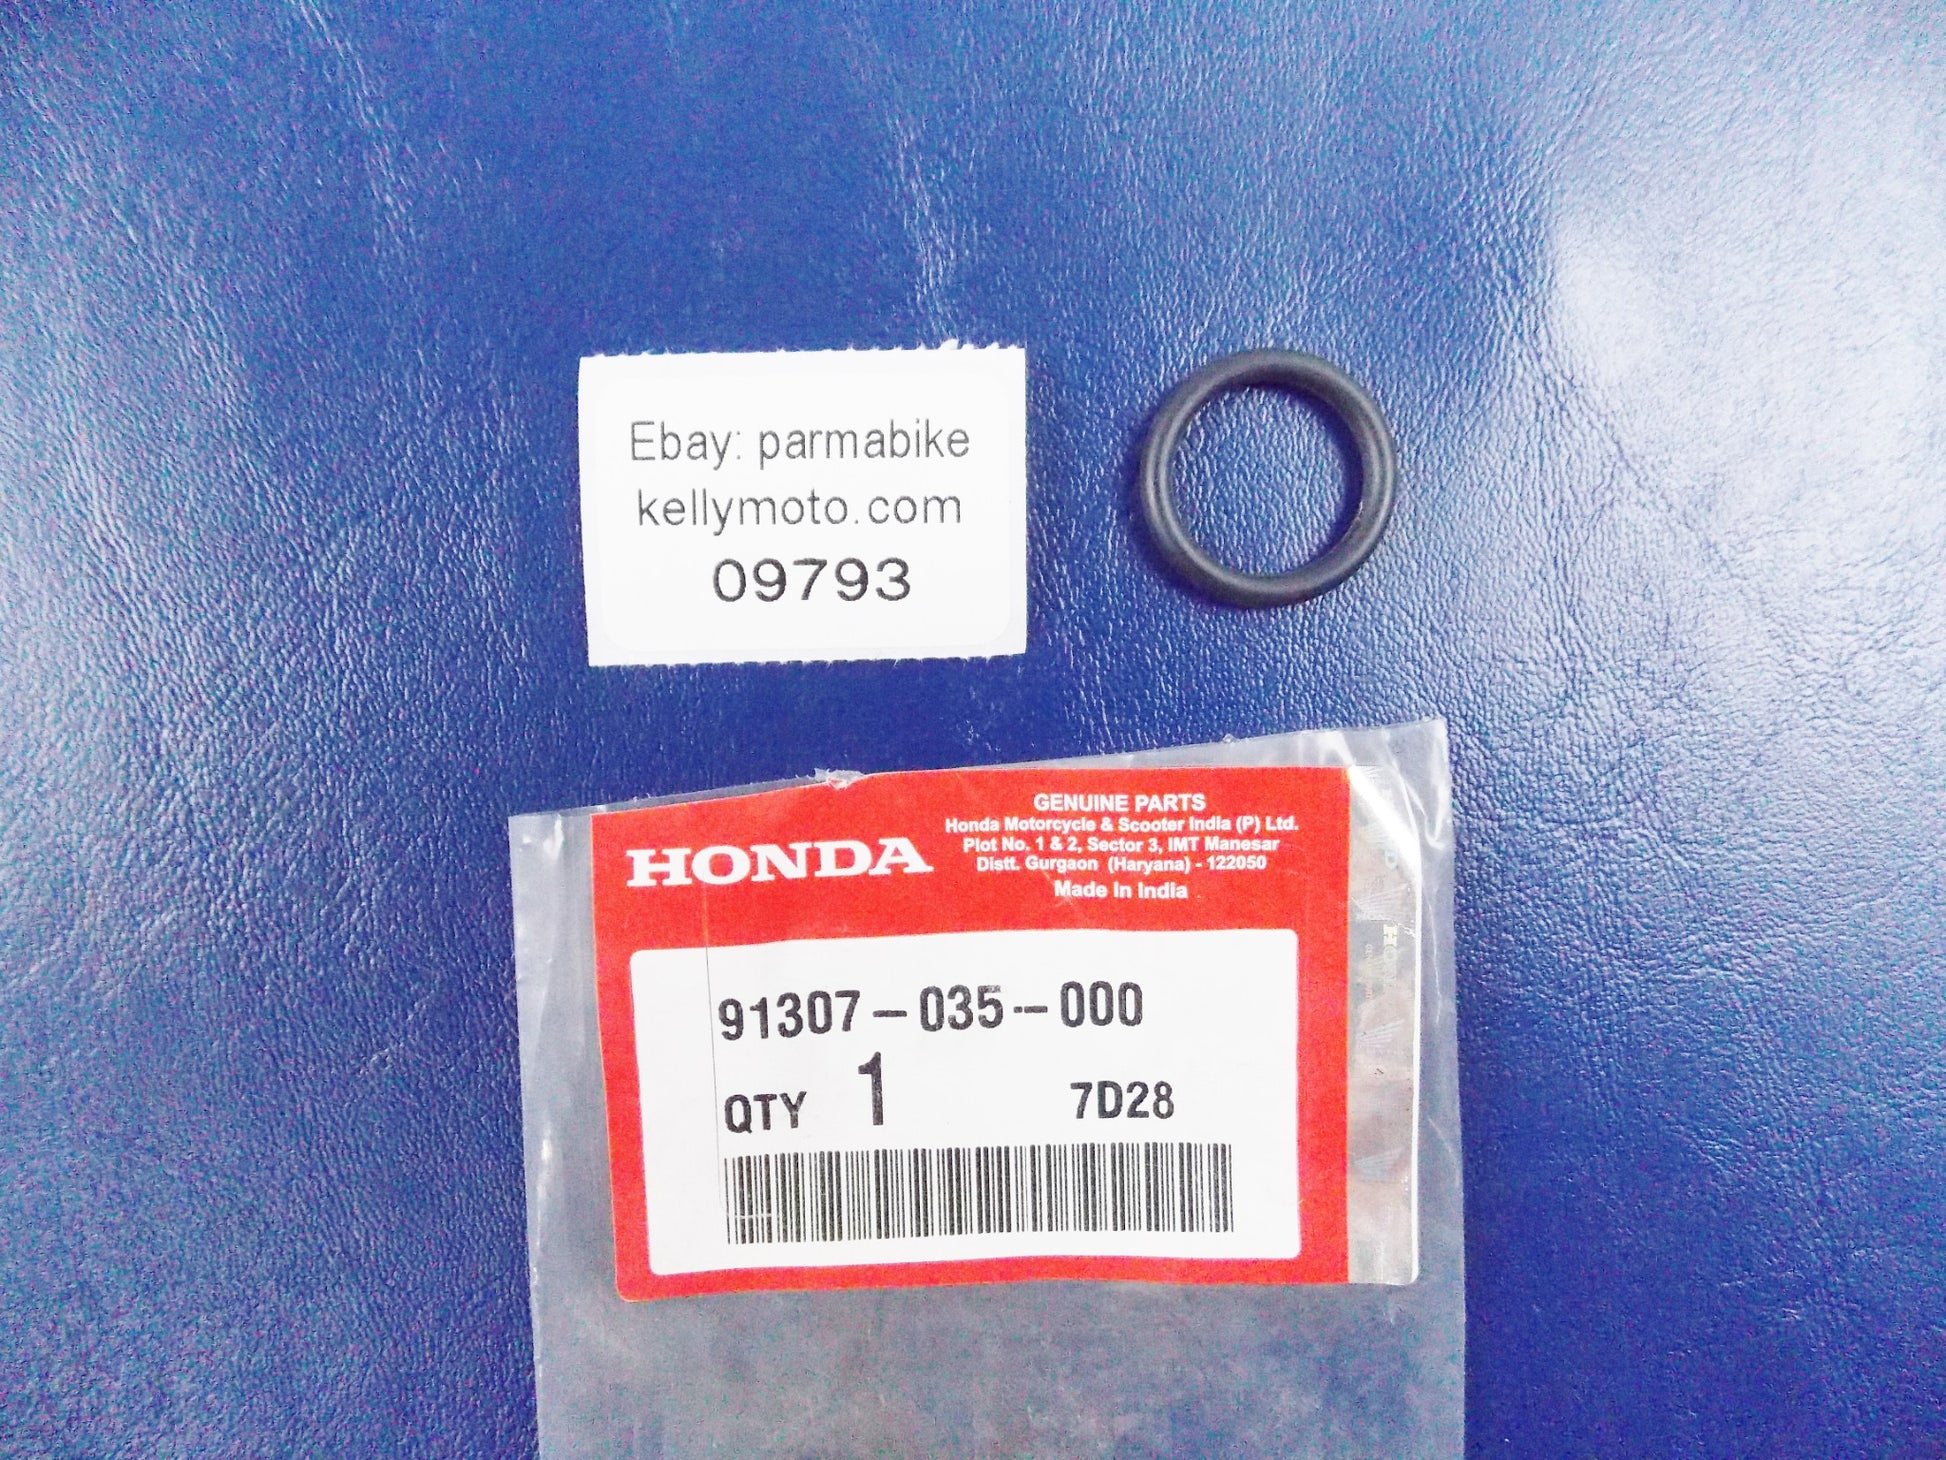 Ebay: parmabike
kellymoto.com
09793
HONDA
GENUINE PARTS
Honda Motorcycle & Scooter India (P) Ltd.
Plot No. 1 & 2, Sector 3, IMT Manesar
Distt. Gurgaon (Haryana) - 122050
Made In India
91307-035-000
QTY 1 7D28